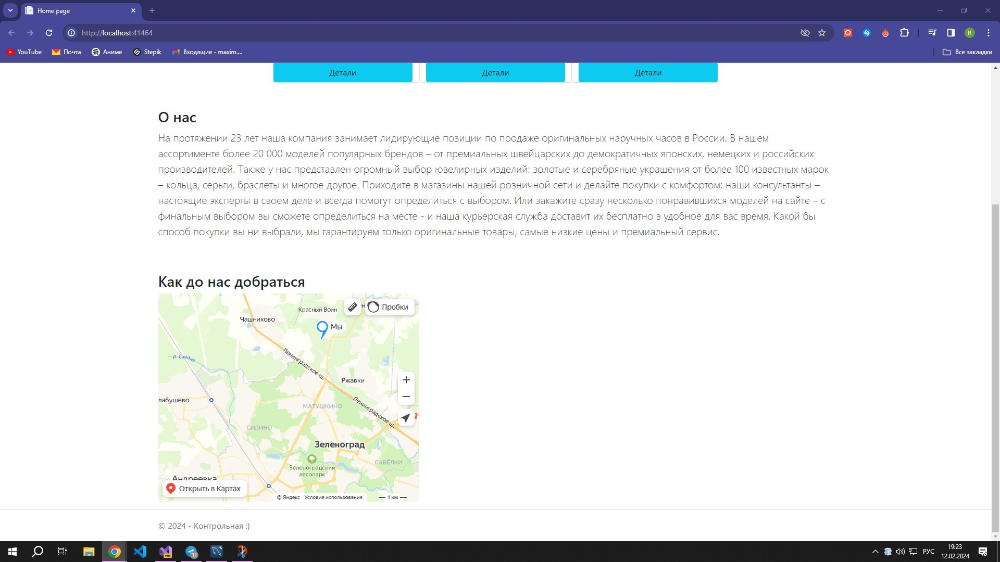 Home page
http://localhost:41464
YouTube
Почта
Аниме
Stepik
Входящие - maxim....
Все закладки
R
Детали
Детали
Детали
О нас
На протяжении 23 лет наша компания занимает лидирующие позиции по продаже оригинальных наручных часов в России. В нашем
ассортименте более 20 000 моделей популярных брендов – от премиальных швейцарских до демократичных японских, немецких и российских
производителей. Также у нас представлен огромный выбор ювелирных изделий: золотые и серебряные украшения от более 100 известных марок
– кольца, серьги, браслеты и многое другое. Приходите в магазины нашей розничной сети и делайте покупки с комфортом: наши консультанты –
настоящие эксперты в своем деле и всегда помогут определиться с выбором. Или закажите сразу несколько понравившихся моделей на сайте – с
финальным выбором вы сможете определиться на месте - и наша курьерская служба доставит их бесплатно в удобное для вас время. Какой бы
способ покупки вы ни выбрали, мы гарантируем только оригинальные товары, самые низкие цены и премиальный сервис.
Как до нас добраться
Красный Воин
Пробки
Чашниково
Мы
Ленинградское ш.
р. Сходня
Ржавки
лабушево
МАТУШКИНО
Ленинградское ш.
СИЛИНО
Зеленоград
САВЁЛКИ
Зеленоградский
лесопарк
Андреевка
Открыть в Картах
© Яндекс
Условия использования
1 км
© 2024 - Контрольная :)
PRE
31
РУС
19:23
12.02.2024